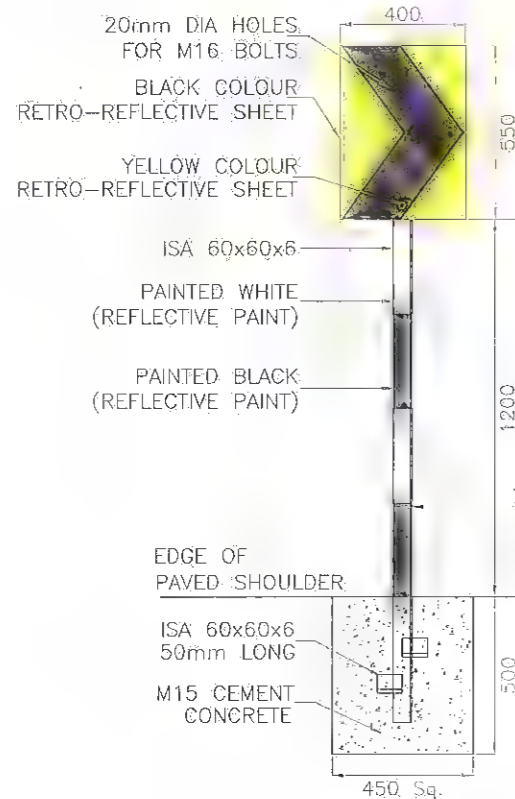 400
20mm DIA HOLES
FOR M16 BOLTS
BLACK COLOUR
RETRO-REFLECTIVE SHEET
550
YELLOW COLOUR
RETRO-REFLECTIVE SHEET
ISA 60x60x6
PAINTED WHITE
(REFLECTIVE PAINT)
PAINTED BLACK
(REFLECTIVE PAINT)
1200
EDGE OF
PAVED SHOULDER
ISA 60x60x6
50mm LONG
M15 CEMENT
CONCRETE
500
450 Sq.